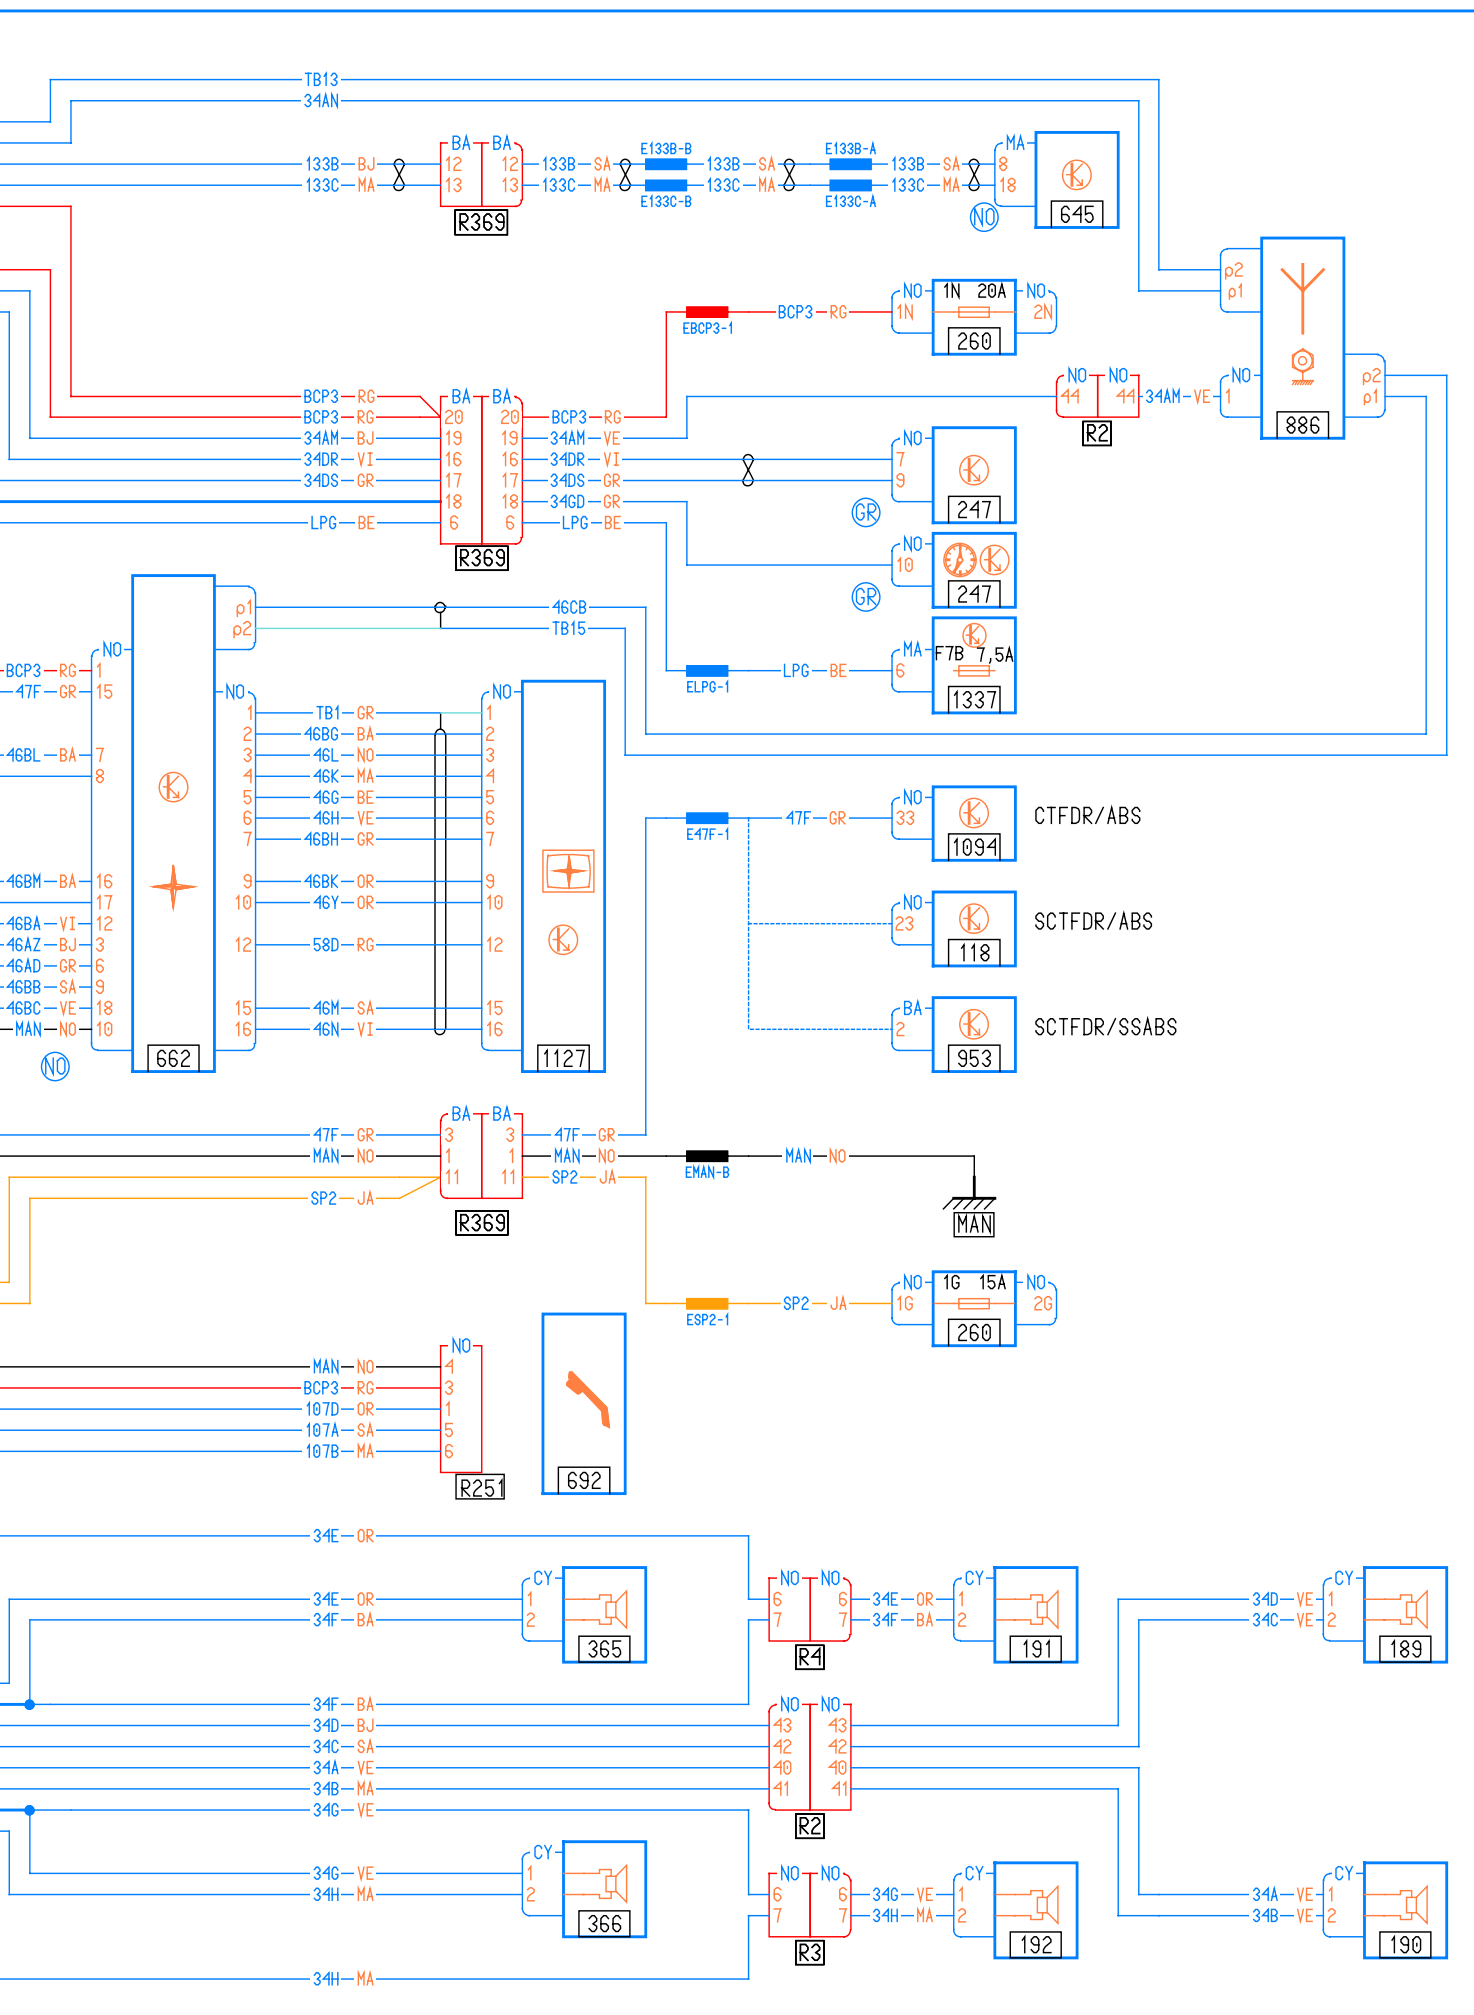 TB13
34AN
BA BA MA
133B BJ 12 12 133B SA E133B-B 133B SA E133B-A 133B SA 8
133C MA 13 13 133C MA E133C-B 133C MA E133C-A 133C MA 18
R369 NO 645
p2
p1
NO 1N 20A NO
EBCP3-1 BCP3 RG 1N 2N
260
NO NO NO p2
BCP3 RG BA BA 44 44 34AM VE 1 p1
BCP3 RG 20 20 BCP3 RG R2 886
34AM BJ 19 19 34AM VE NO
34DR VI 16 16 34DR VI 7
34DS GR 17 17 34DS GR 9
18 18 34GD GR GR 247
LPG BE 6 6 LPG BE
R369 NO
10
GR 247
p1 46CB
p2 TB15
NO MA F7B 7,5A
BCP3 RG 1 ELPG-1 LPG BE 6
47F GR 15 NO NO 1337
1 TB1 GR 1
2 46BG BA 2
46BL BA 7 3 46L NO 3
8 4 46K MA 4
5 46G BE 5 NO
6 46H VE 6 E47F-1 47F GR 33 CTFDR/ABS
7 46BH GR 7 1094
46BM BA 16 9 46BK OR 9
17 10 46Y OR 10 NO
46BA VI 12 23 SCTFDR/ABS
46AZ BJ 3 12 58D RG 12 118
46AD GR 6
46BB SA 9
46BC VE 18 15 46M SA 15 BA
MAN NO 10 16 46N VI 16 2 SCTFDR/SSABS
NO 662 1127 953
BA BA
47F GR 3 3 47F GR
MAN NO 1 1 MAN NO EMAN-B MAN NO
11 11 SP2 JA
SP2 JA
R369 MAN
NO 1G 15A NO
ESP2-1 SP2 JA 1G 2G
260
NO
MAN NO 4
BCP3 RG 3
107D OR 1
107A SA 5
107B MA 6
R251 692
34E OR
CY NO NO CY CY
34E OR 1 6 6 34E OR 1 34D VE 1
34F BA 2 7 7 34F BA 2 34C VE 2
365 R4 191 189
34F BA NO NO
34D BJ 43 43
34C SA 42 42
34A VE 40 40
34B MA 41 41
34G VE R2
CY NO NO CY CY
34G VE 1
34H MA 2 6 6 34G VE 1 34A VE 1
366 7 7 34H MA 2 34B VE 2
R3 192 190
34H MA